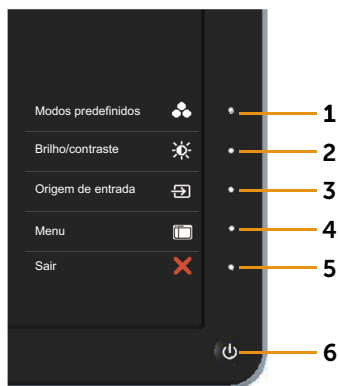 Modos predefinidos
1
Brilho/contraste
2
Origem de entrada
3
Menu
4
Sair
5
6